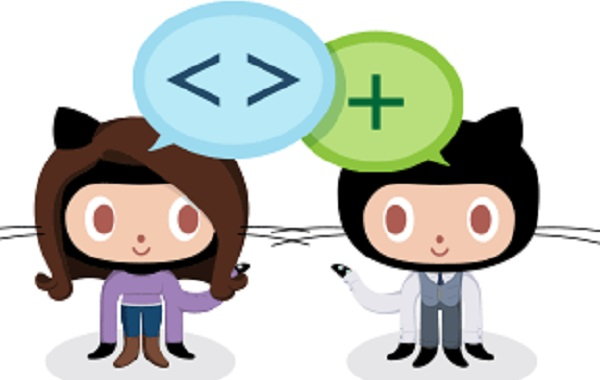 < > +